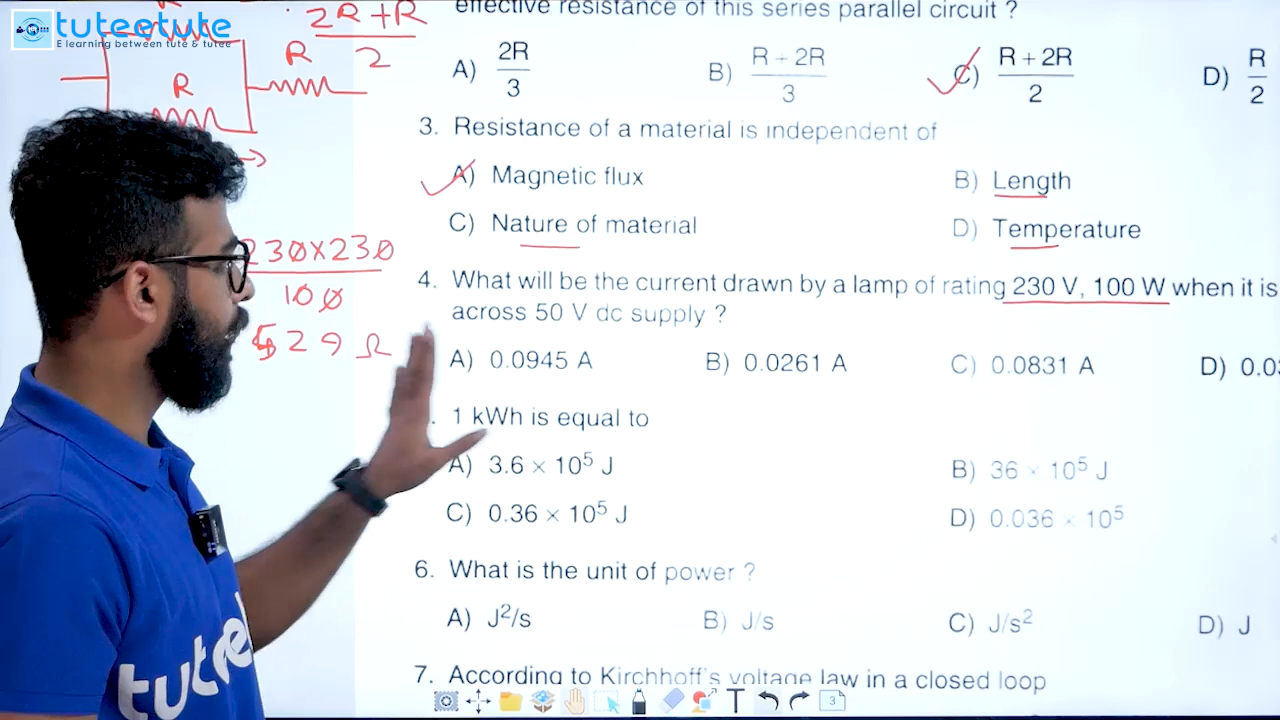 tuteetute
E learning between tute & tutee
R
2R+R
2
R
R
effective resistance of this series parallel circuit ?
A) 2R/3 B) R + 2R/3 C) R + 2R/2 D) R/2
3. Resistance of a material is independent of
A) Magnetic flux B) Length
C) Nature of material D) Temperature
230×230
100
529 Ω
4. What will be the current drawn by a lamp of rating 230 V, 100 W when it is
across 50 V dc supply ?
A) 0.0945 A B) 0.0261 A C) 0.0831 A D)
1 kWh is equal to
A) 3.6 × 10⁵ J B) 36 × 10⁵ J
C) 0.36 × 10⁵ J D) 0.036 × 10⁵
6. What is the unit of power ?
A) J²/s B) J/s C) J/s² D) J
7. According to Kirchhoff's voltage law in a closed loop
T
3